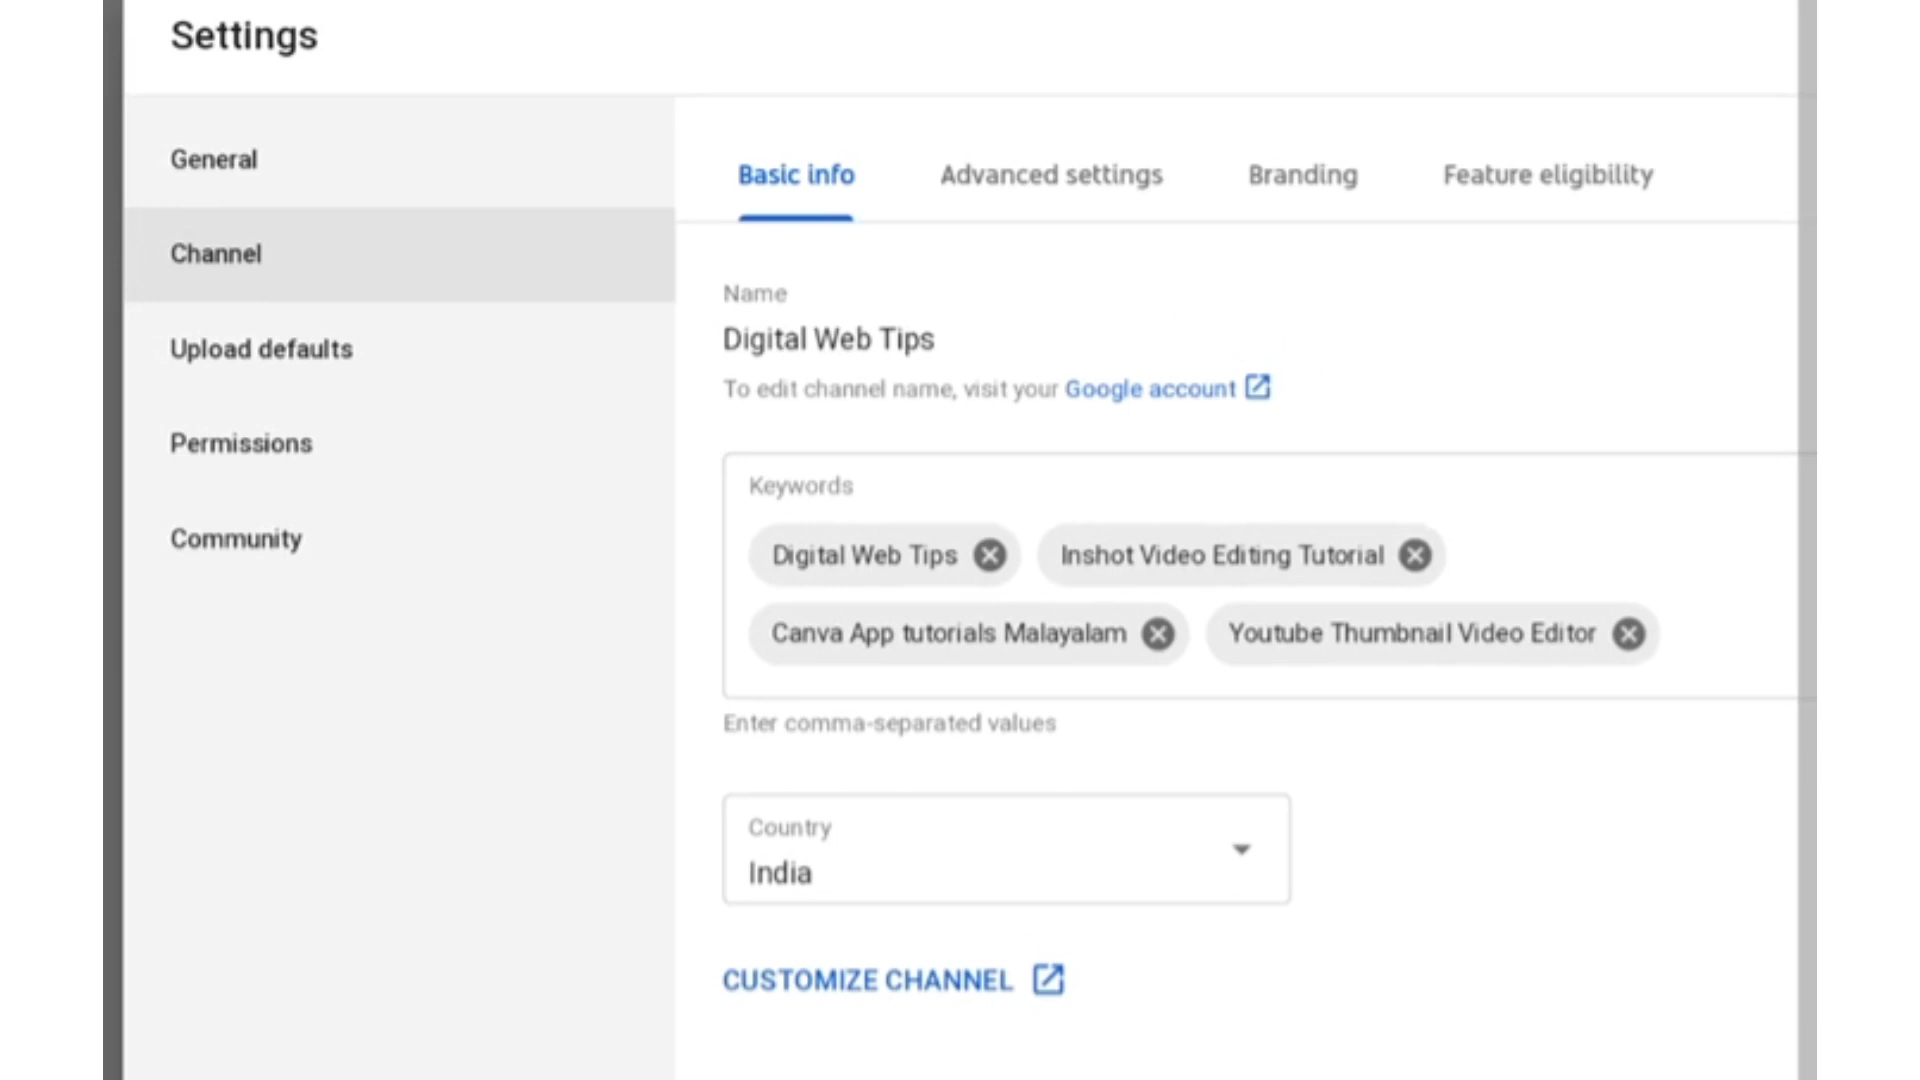 Settings
General
Channel
Upload defaults
Permissions
Community
Basic info Advanced settings Branding Feature eligibility
Name
Digital Web Tips
To edit channel name, visit your Google account
Keywords
Digital Web Tips Inshot Video Editing Tutorial
Canva App tutorials Malayalam Youtube Thumbnail Video Editor
Enter comma-separated values
Country
India
CUSTOMIZE CHANNEL